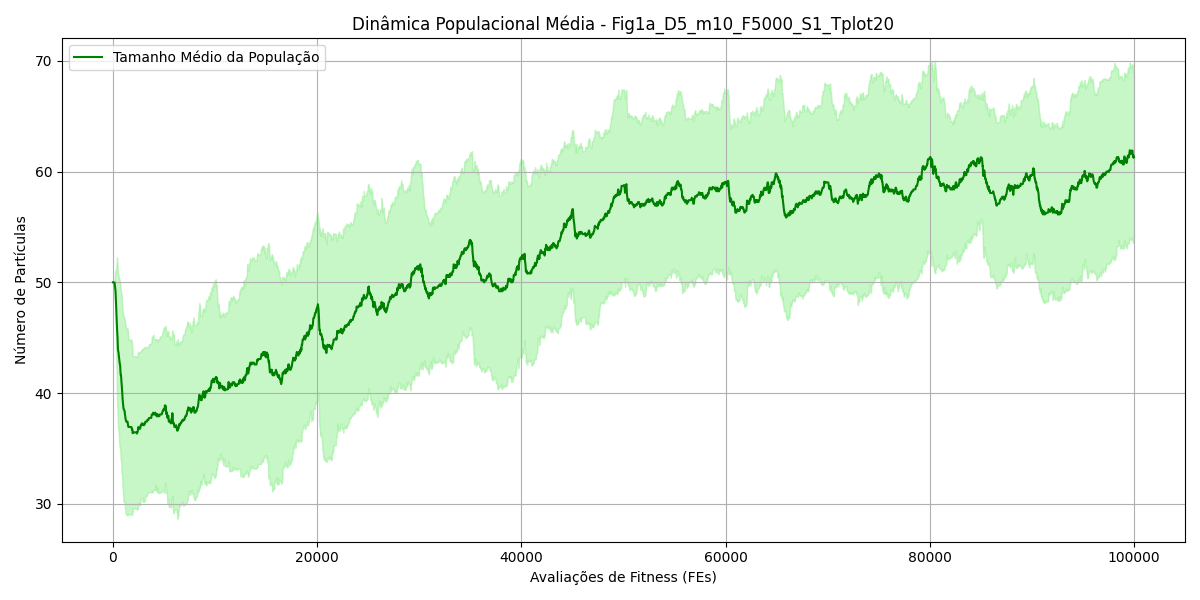 Dinâmica Populacional Média - Fig1a_D5_m10_F5000_S1_Tplot20
Tamanho Médio da População
Número de Partículas
70
60
50
40
30
0 20000 40000 60000 80000 100000
Avaliações de Fitness (FEs)